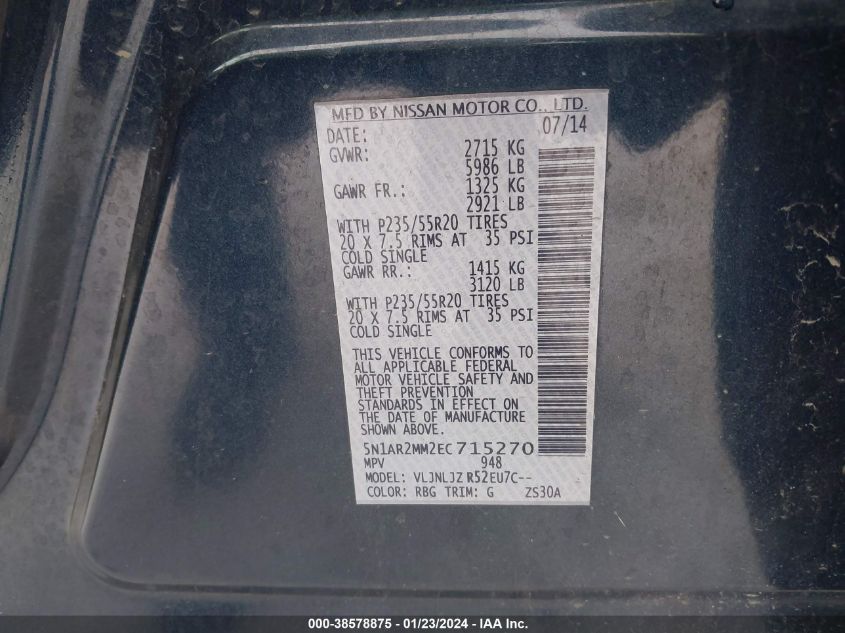 MFD BY NISSAN MOTOR CO., LTD.
DATE: 07/14
GVWR: 2715 KG
5986 LB
GAWR FR.: 1325 KG
2921 LB
WITH P235/55R20 TIRES
20 X 7.5 RIMS AT 35 PSI
COLD SINGLE
GAWR RR.: 1415 KG
3120 LB
WITH P235/55R20 TIRES
20 X 7.5 RIMS AT 35 PSI
COLD SINGLE
THIS VEHICLE CONFORMS TO
ALL APPLICABLE FEDERAL
MOTOR VEHICLE SAFETY AND
THEFT PREVENTION
STANDARDS IN EFFECT ON
THE DATE OF MANUFACTURE
SHOWN ABOVE.
5N1AR2MM2EC715270
MPV 948
MODEL: VLJNLJZ R52EU7C--
COLOR: RBG TRIM: G ZS30A
000-38578875 - 01/23/2024 - IAA Inc.